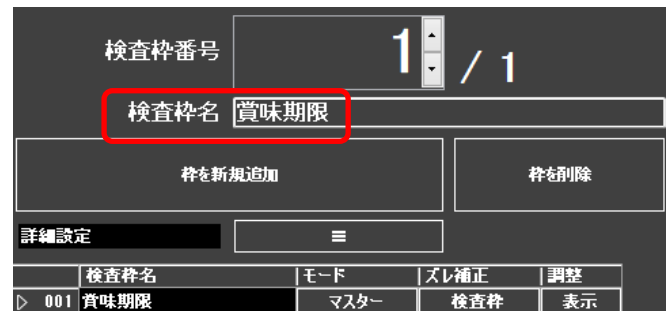 検査枠番号 1 / 1
検査枠名 賞味期限
枠を新規追加 枠を削除
詳細設定 ≡
検査枠名 モード ズレ補正 調整
▷ 001 賞味期限 マスター 検査枠 表示